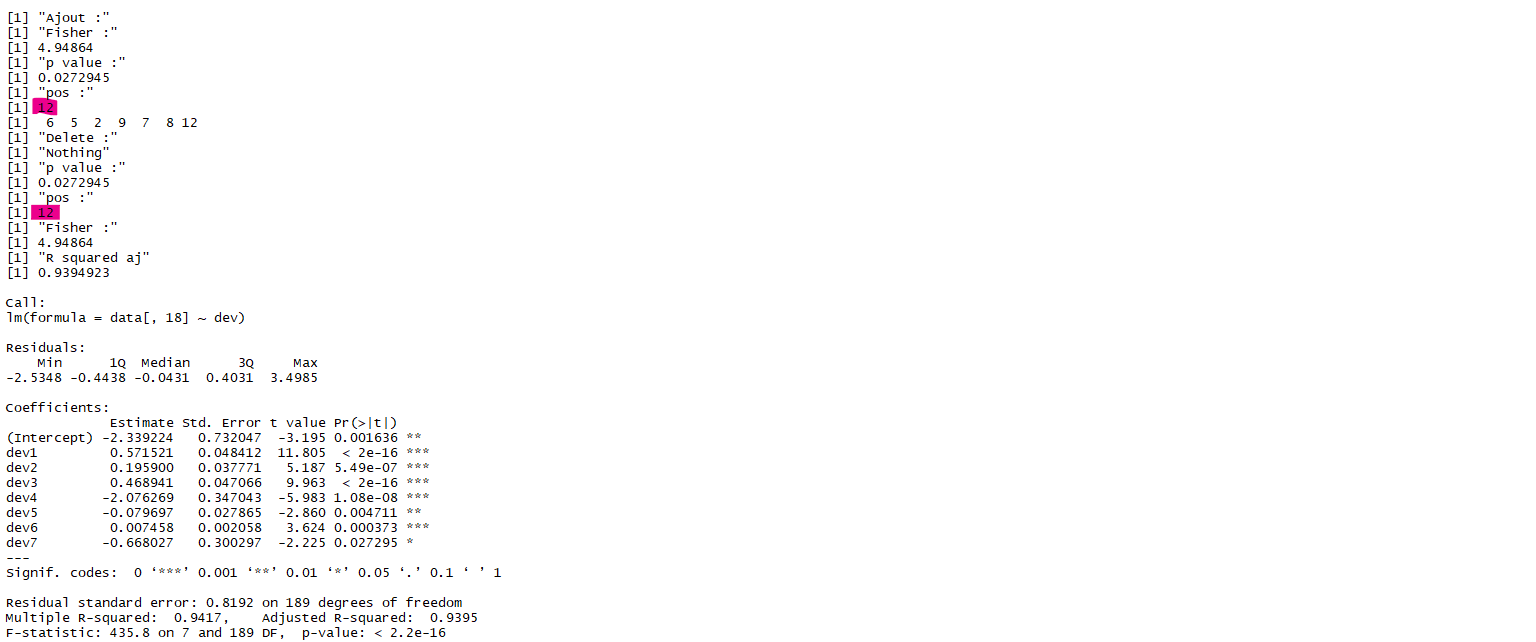 [1] "Ajout :"
[1] "Fisher :"
[1] 4.94864
[1] "p value :"
[1] 0.0272945
[1] "pos :"
[1] 12
[1]  6  5  2  9  7  8 12
[1] "Delete :"
[1] "Nothing"
[1] "p value :"
[1] 0.0272945
[1] "pos :"
[1] 12
[1] "Fisher :"
[1] 4.94864
[1] "R squared aj"
[1] 0.9394923
Call:
lm(formula = data[, 18] ~ dev)
Residuals:
    Min      1Q  Median      3Q     Max
-2.5348 -0.4438 -0.0431  0.4031  3.4985
Coefficients:
             Estimate Std. Error t value Pr(>|t|)
(Intercept) -2.339224   0.732047  -3.195 0.001636 **
dev1         0.571521   0.048412  11.805  < 2e-16 ***
dev2         0.195900   0.037771   5.187 5.49e-07 ***
dev3         0.468941   0.047066   9.963  < 2e-16 ***
dev4        -2.076269   0.347043  -5.983 1.08e-08 ***
dev5        -0.079697   0.027865  -2.860 0.004711 **
dev6         0.007458   0.002058   3.624 0.000373 ***
dev7        -0.668027   0.300297  -2.225 0.027295 *
---
Signif. codes:  0 ‘***’ 0.001 ‘**’ 0.01 ‘*’ 0.05 ‘.’ 0.1 ‘ ’ 1
Residual standard error: 0.8192 on 189 degrees of freedom
Multiple R-squared:  0.9417,    Adjusted R-squared:  0.9395
F-statistic: 435.8 on 7 and 189 DF,  p-value: < 2.2e-16